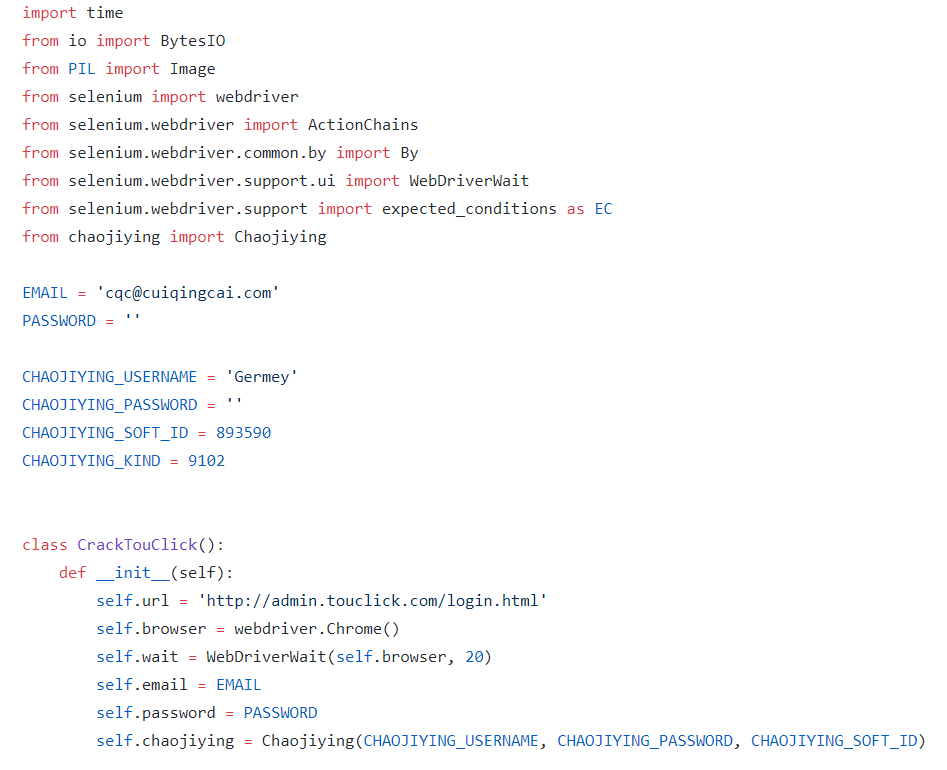 import time
from io import BytesIO
from PIL import Image
from selenium import webdriver
from selenium.webdriver import ActionChains
from selenium.webdriver.common.by import By
from selenium.webdriver.support.ui import WebDriverWait
from selenium.webdriver.support import expected_conditions as EC
from chaojiying import Chaojiying

EMAIL = 'cqc@cuiqingcai.com'
PASSWORD = ''

CHAOJIYING_USERNAME = 'Germey'
CHAOJIYING_PASSWORD = ''
CHAOJIYING_SOFT_ID = 893590
CHAOJIYING_KIND = 9102


class CrackTouClick():
    def __init__(self):
        self.url = 'http://admin.touclick.com/login.html'
        self.browser = webdriver.Chrome()
        self.wait = WebDriverWait(self.browser, 20)
        self.email = EMAIL
        self.password = PASSWORD
        self.chaojiying = Chaojiying(CHAOJIYING_USERNAME, CHAOJIYING_PASSWORD, CHAOJIYING_SOFT_ID)